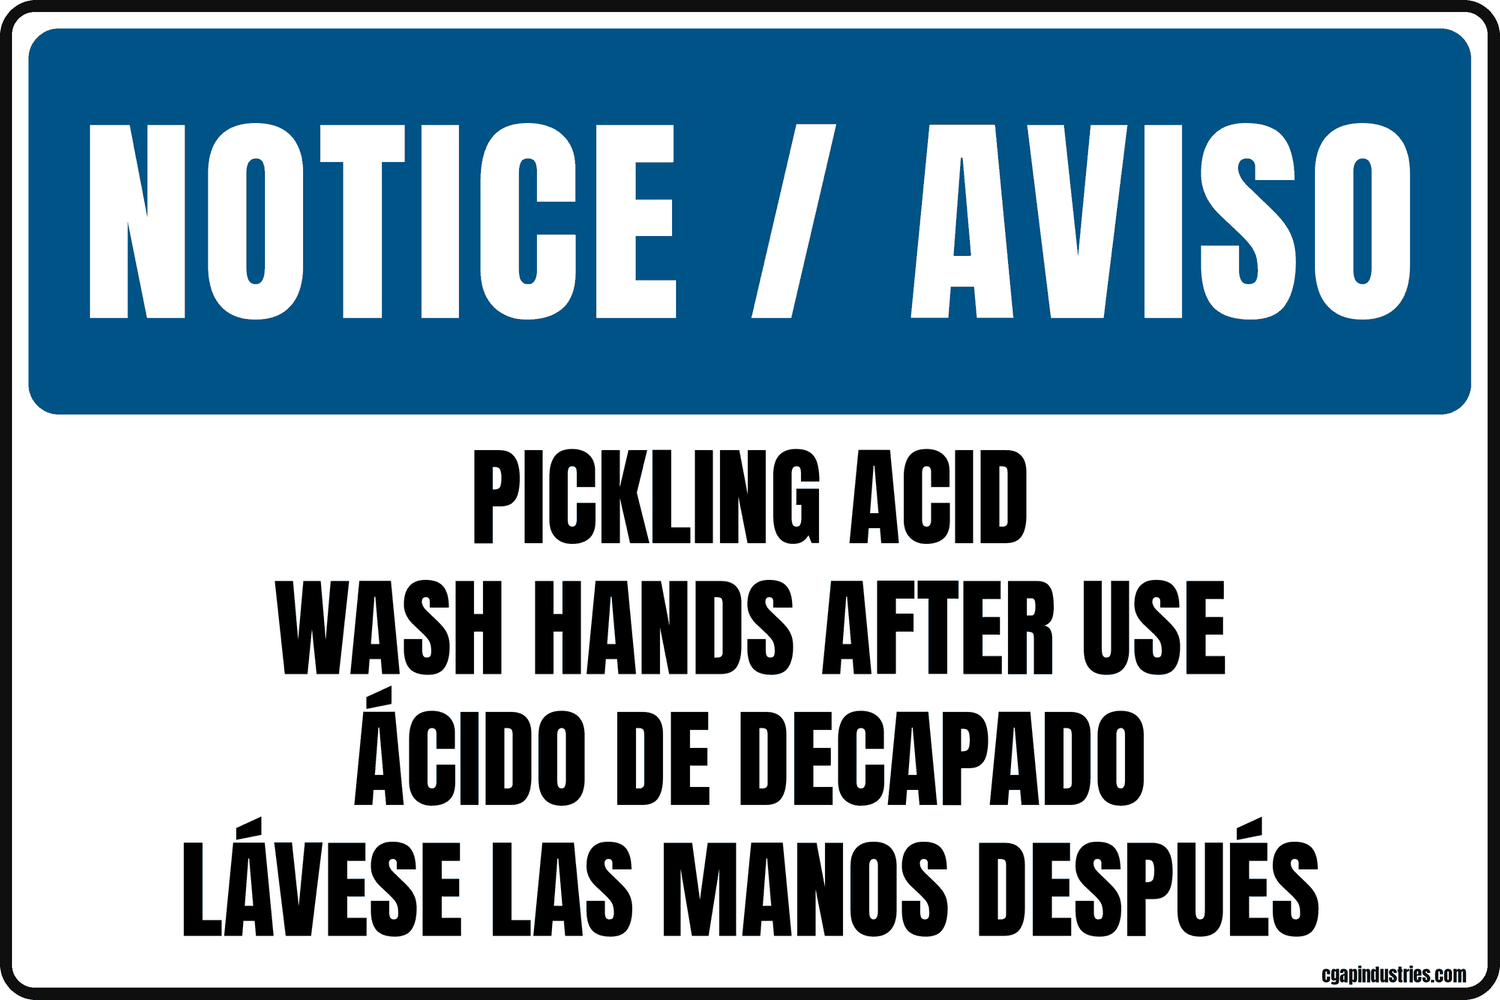 NOTICE / AVISO
PICKLING ACID
WASH HANDS AFTER USE
ÁCIDO DE DECAPADO
LÁVESE LAS MANOS DESPUÉS
cgapindustries.com